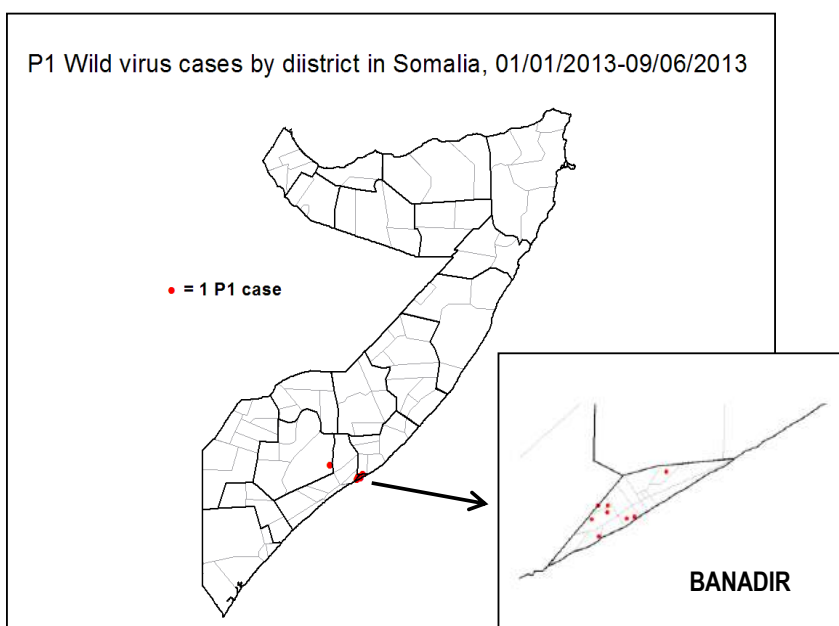 P1 Wild virus cases by diistrict in Somalia, 01/01/2013-09/06/2013
= 1 P1 case
BANADIR